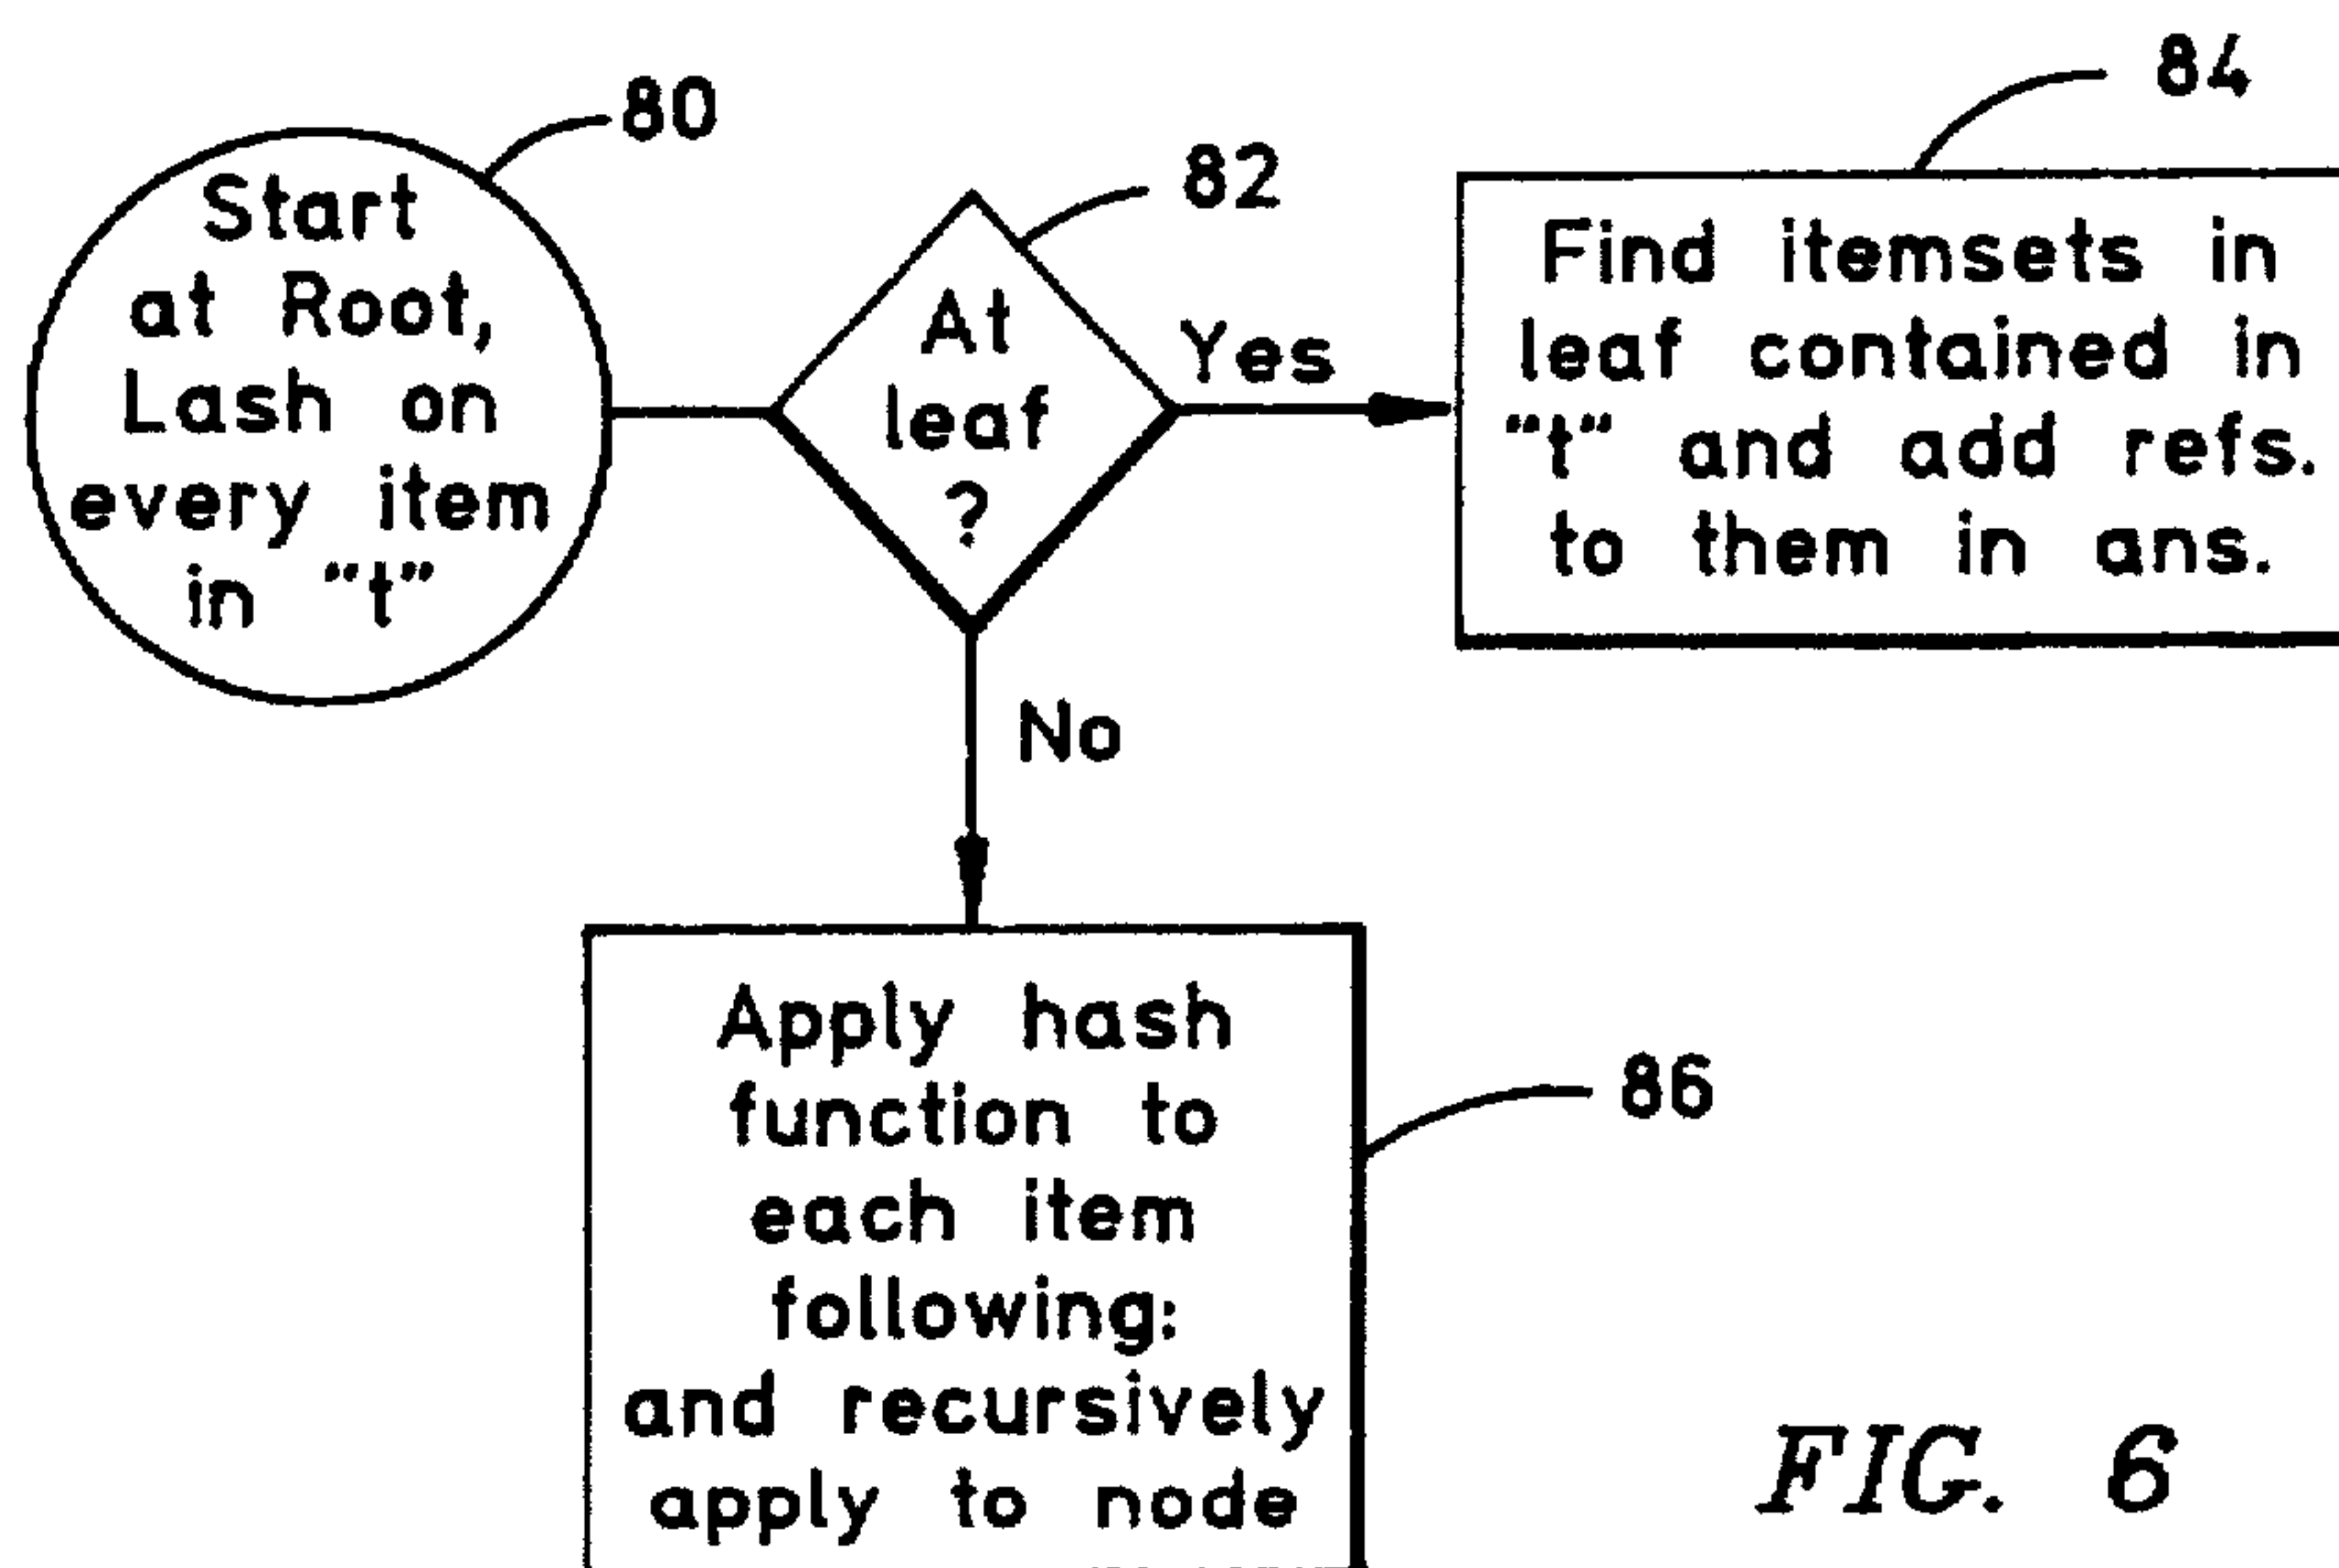 80
Start
at Root,
Lash on
every item
in “t”
82
At
leaf
?
Yes
84
Find itemsets in
leaf contained in
“t” and add refs.
to them in ans.
No
Apply hash
function to
each item
following:
and recursively
apply to node
86
FIG. 6